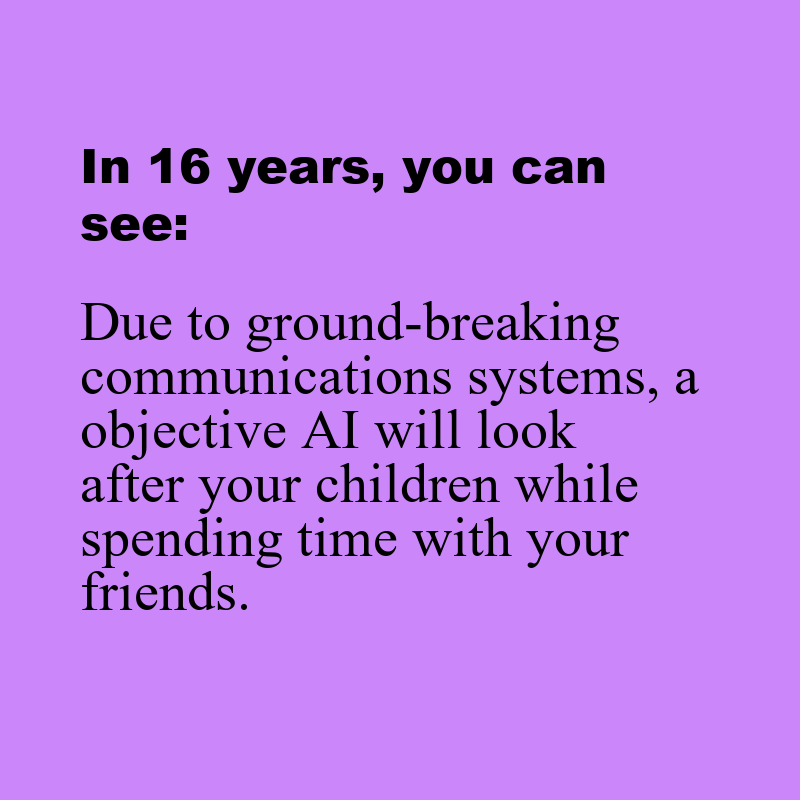 In 16 years, you can
see:
Due to ground-breaking
communications systems, a
objective AI will look
after your children while
spending time with your
friends.